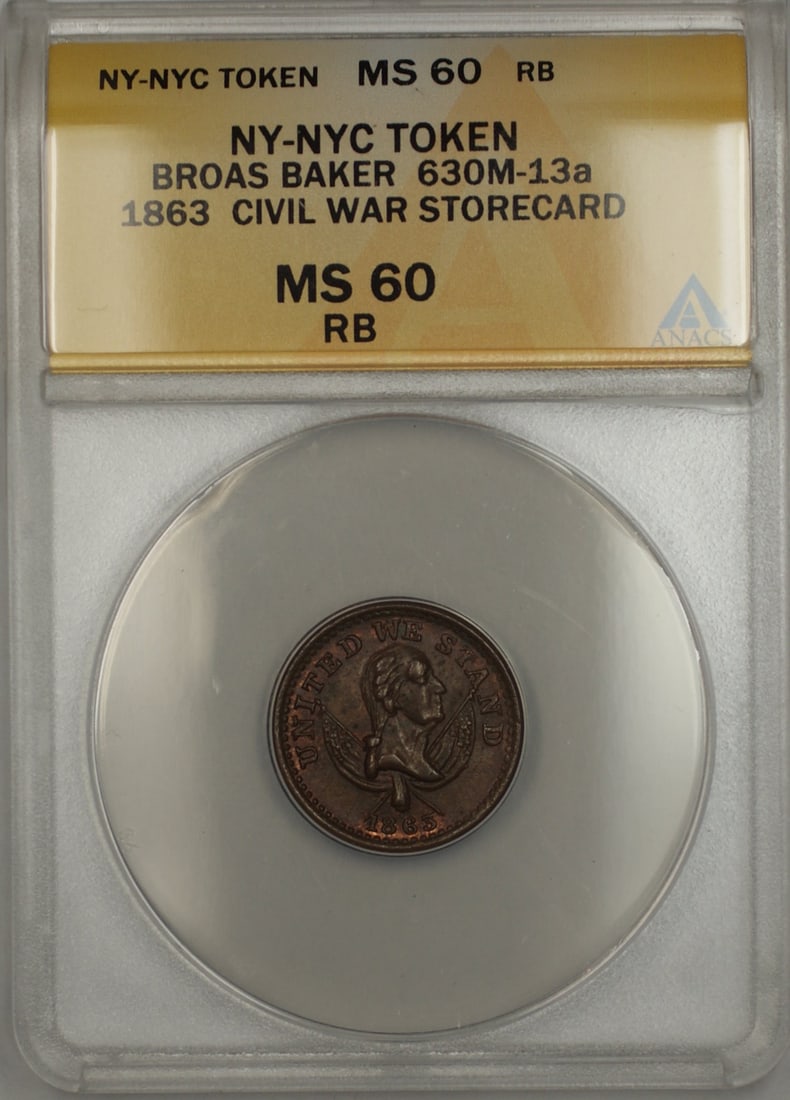 NY-NYC TOKEN MS 60 RB
NY-NYC TOKEN
BROAS BAKER 630M-13a
1863 CIVIL WAR STORECARD
MS 60
RB
ANACS
UNITED WE STAND
1863